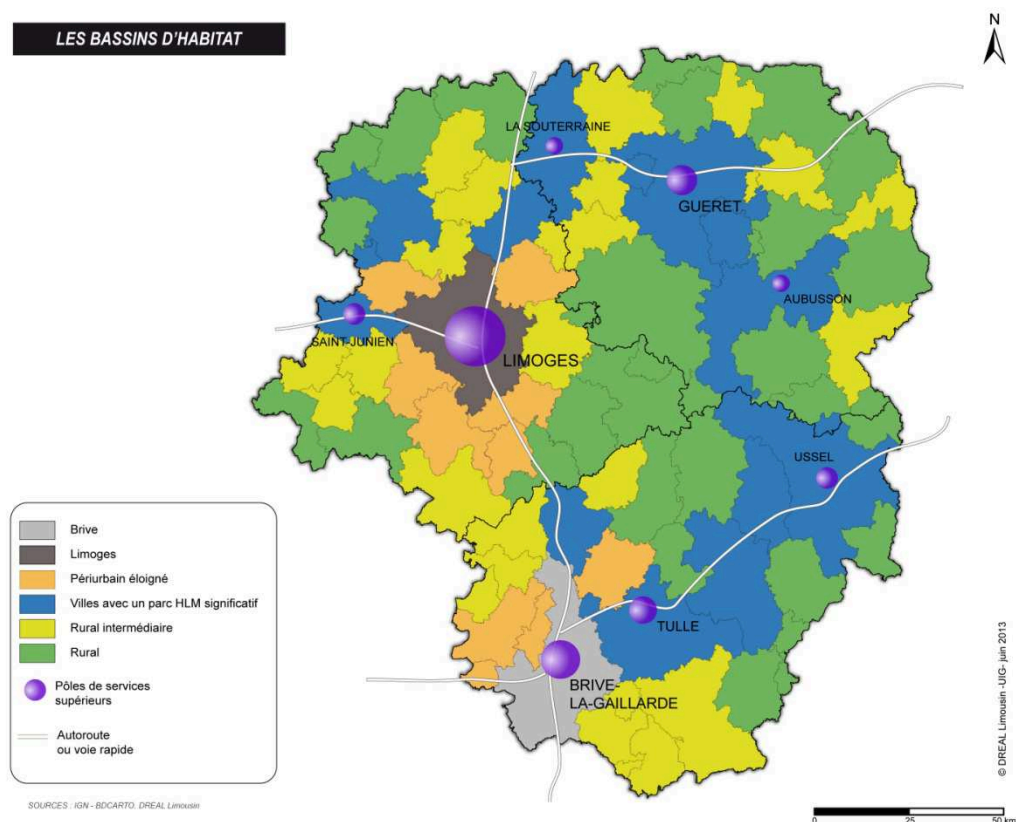 LES BASSINS D'HABITAT
N
LA SOUTERRAINE
GUERET
AUBUSSON
SAINT-JUNIEN
LIMOGES
USSEL
TULLE
BRIVE-
LA-GAILLARDE
Brive
Limoges
Périurbain éloigné
Villes avec un parc HLM significatif
Rural intermédiaire
Rural
Pôles de services
supérieurs
Autoroute
ou voie rapide
© DREAL Limousin -UIG- juin 2013
SOURCES : IGN - BDCARTO. DREAL Limousin
0 25 50 km